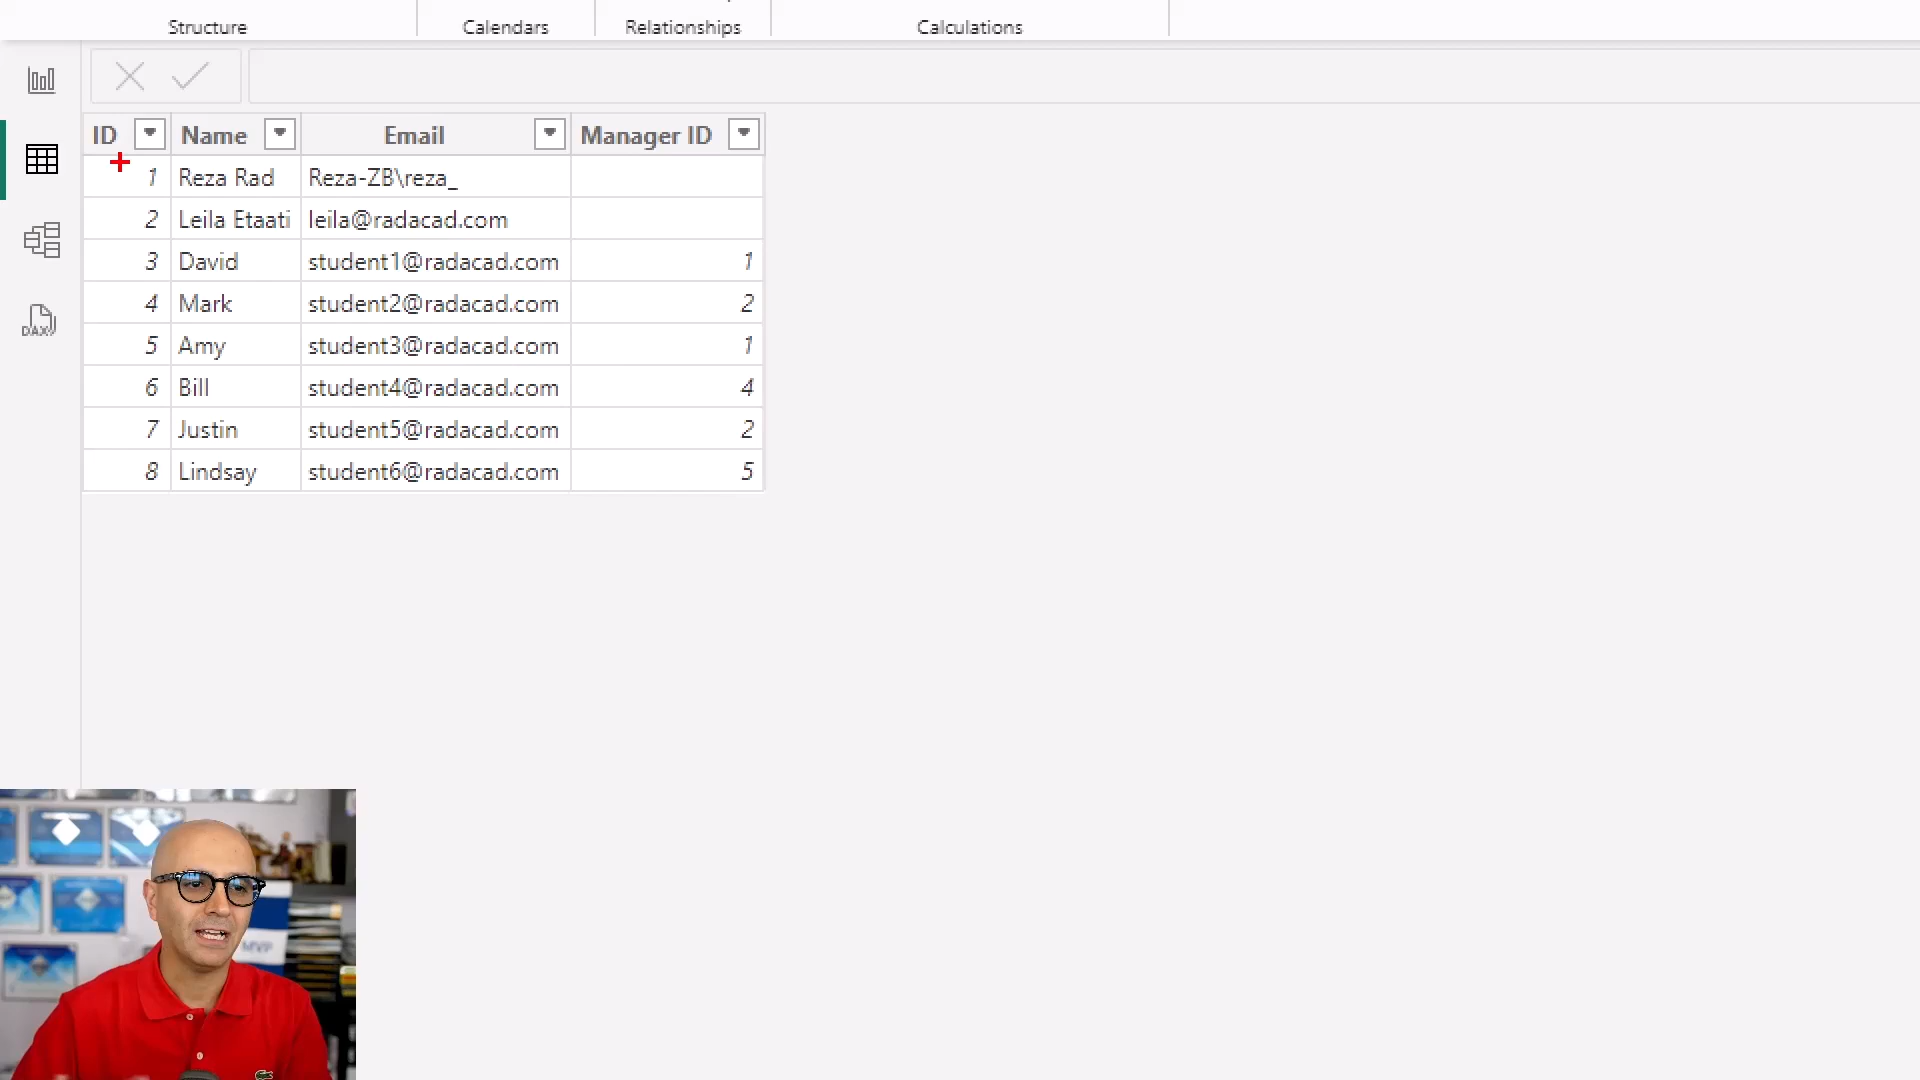 Structure Calendars Relationships Calculations
ID Name Email Manager ID
1 Reza Rad Reza-ZB\reza_
2 Leila Etaati leila@radacad.com
3 David student1@radacad.com 1
4 Mark student2@radacad.com 2
5 Amy student3@radacad.com 1
6 Bill student4@radacad.com 4
7 Justin student5@radacad.com 2
8 Lindsay student6@radacad.com 5
DAX
MVP